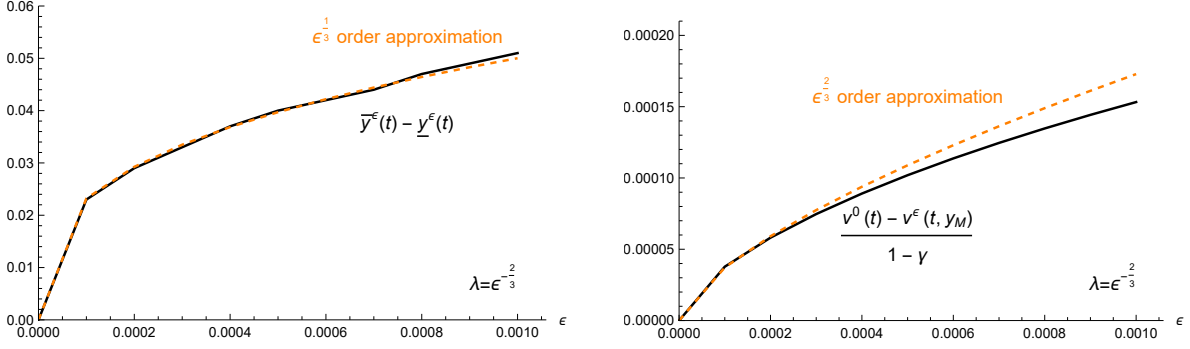 0.06
0.05
0.04
0.03
0.02
0.01
0.00
0.0000 0.0002 0.0004 0.0006 0.0008 0.0010 ϵ
ϵ^{1/3} order approximation
y̅^ϵ(t) − y̲^ϵ(t)
λ=ϵ^{-2/3}
0.00020
0.00015
0.00010
0.00005
0.00000
0.0000 0.0002 0.0004 0.0006 0.0008 0.0010 ϵ
ϵ^{2/3} order approximation
v^0 (t) − v^ϵ (t, y_M)
1 − γ
λ=ϵ^{-2/3}